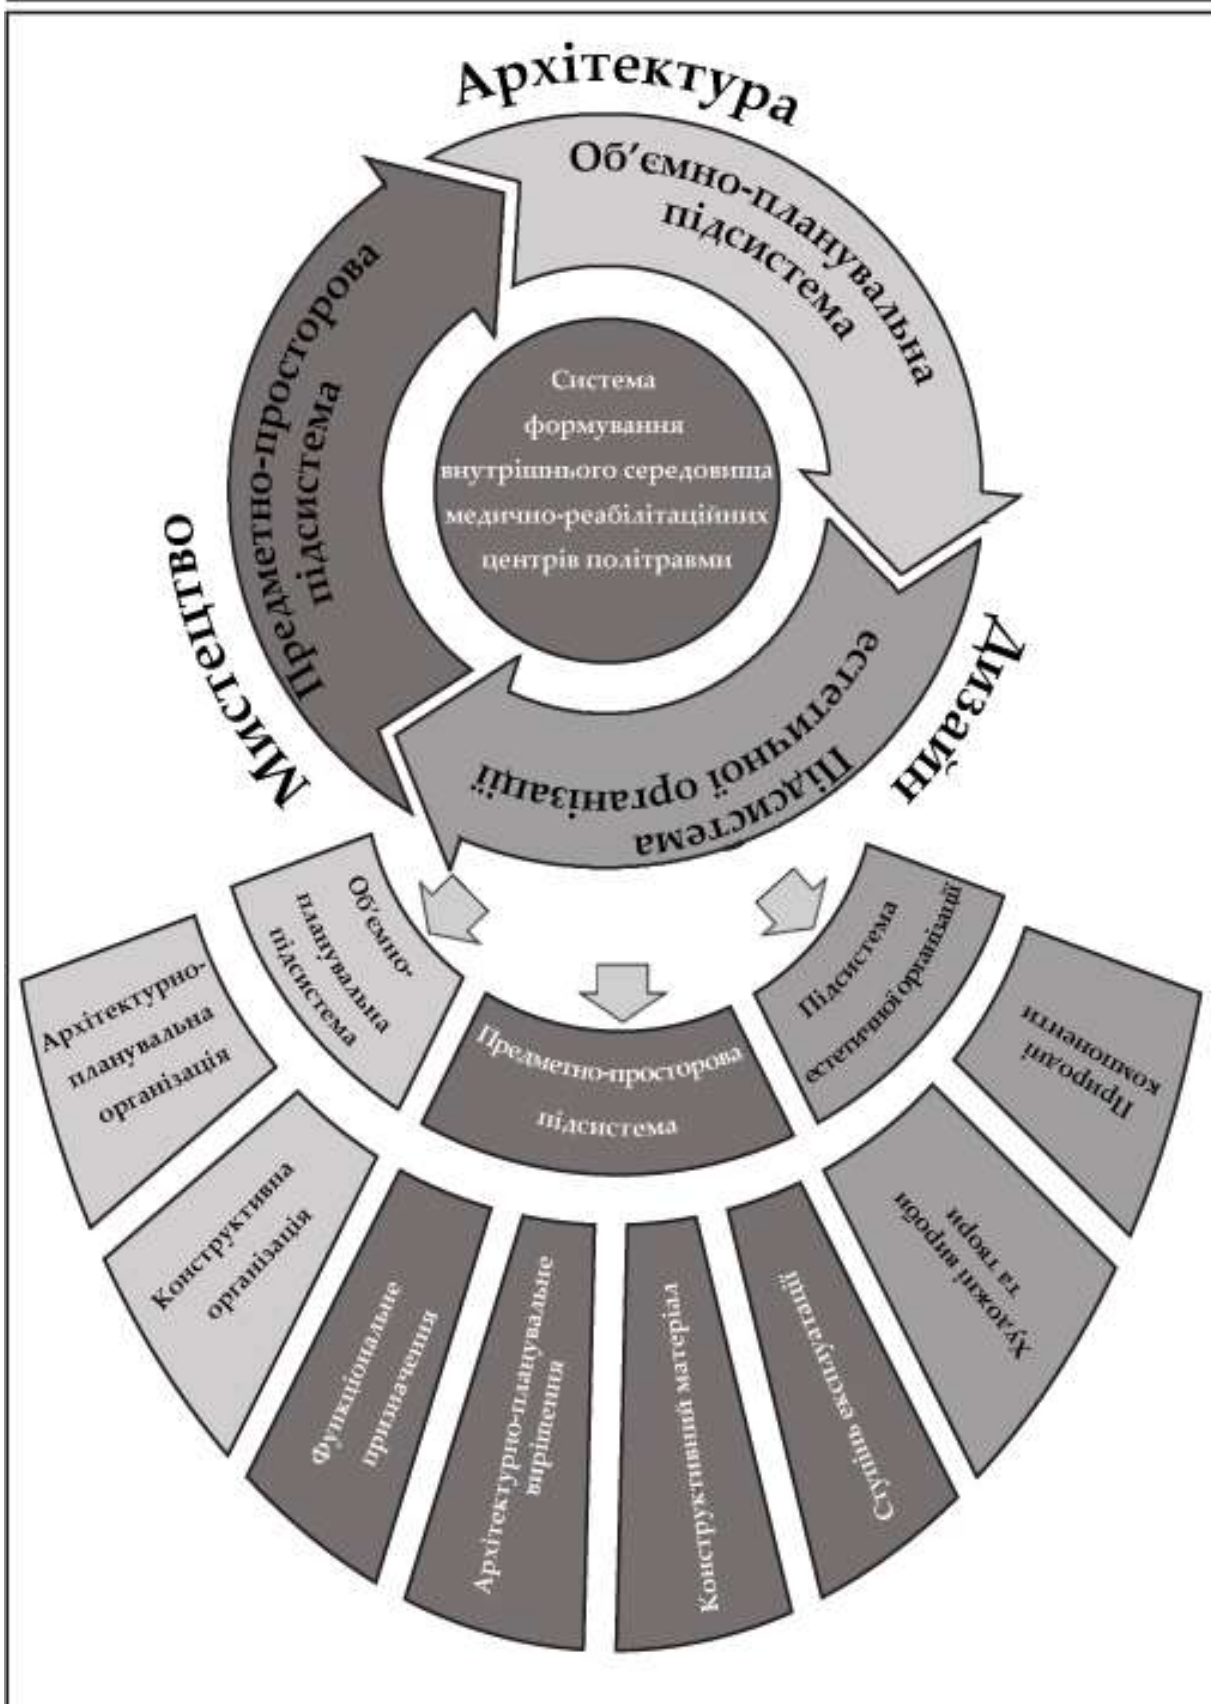 Архітектура
Об'ємно-планувальна
підсистема
Предметно-просторова
підсистема
Система
формування
внутрішнього середовища
медично-реабілітаційних
центрів політравми
Мистецтво
Дизайн
Підсистема
естетичної організації
Об'ємно-
планувальна
підсистема
Предметно-просторова
підсистема
Підсистема
естетичної організації
Архітектурно-
планувальна
організація
Конструктивна
організація
Функціональне
призначення
Архітектурно-планувальне
вирішення
Конструктивний матеріал
Ступінь експлуатації
Художні вироби
та твори
Природні
компоненти